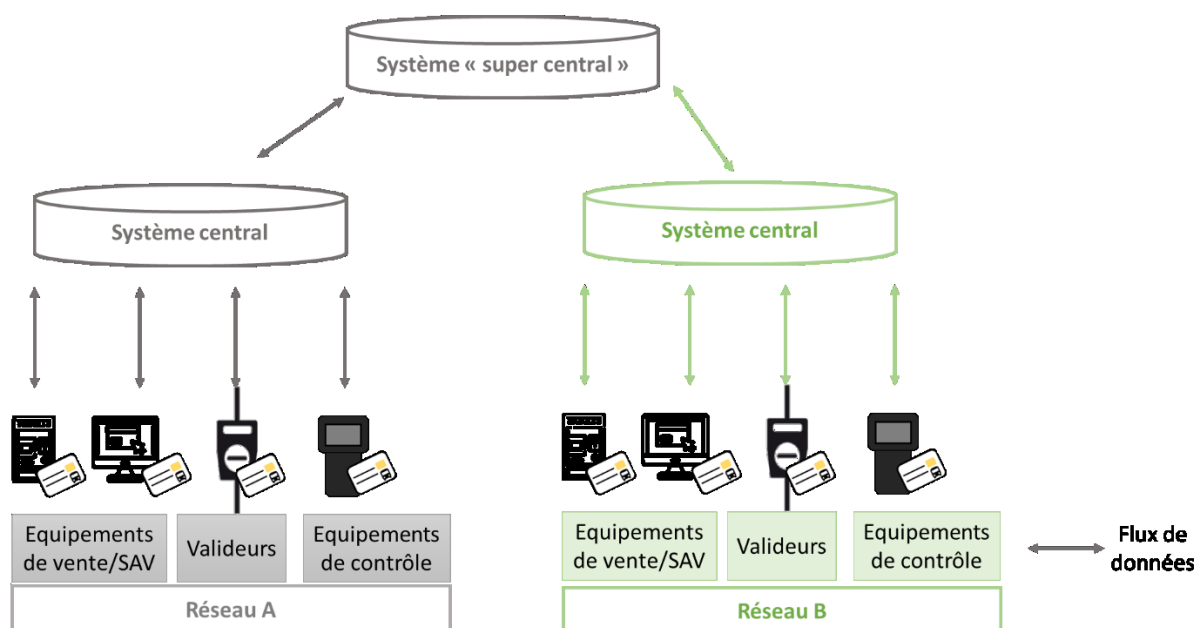 Système « super central »
Système central
Système central
Equipements
de vente/SAV
Valideurs
Equipements
de contrôle
Réseau A
Equipements
de vente/SAV
Valideurs
Equipements
de contrôle
Réseau B
Flux de
données